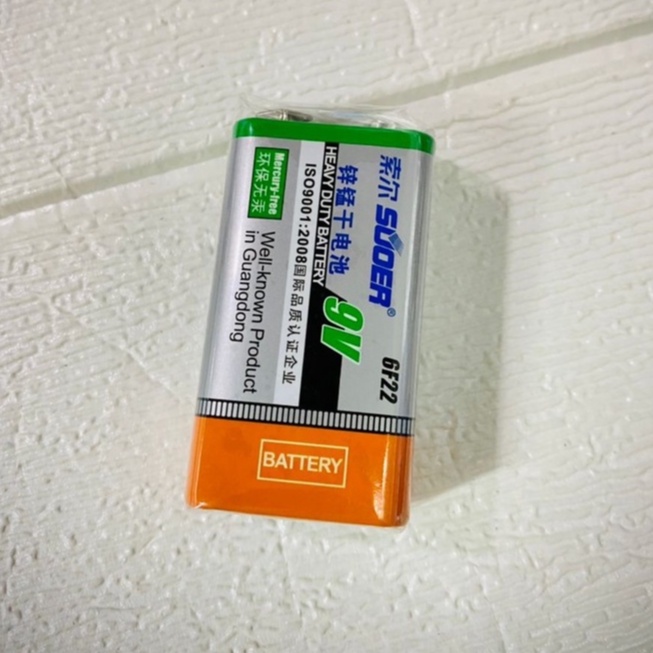 索尔 SUOER®
6F22
锌锰干电池
9V
HEAVY DUTY BATTERY
ISO9001:2008国际品质认证企业
Mercury-free
环保无汞
Well-known Product
in Guangdong
BATTERY